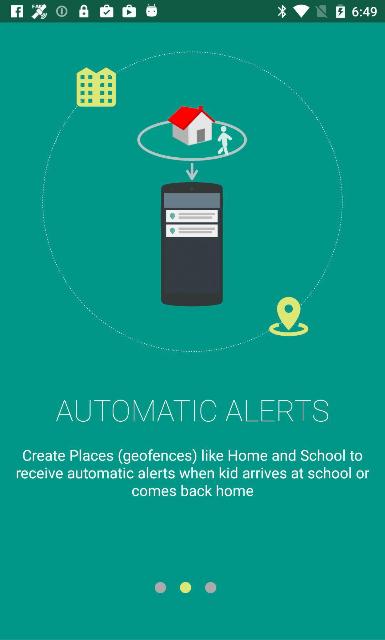 6:49
AUTOMATIC ALERTS
Create Places (geofences) like Home and School to
receive automatic alerts when kid arrives at school or
comes back home